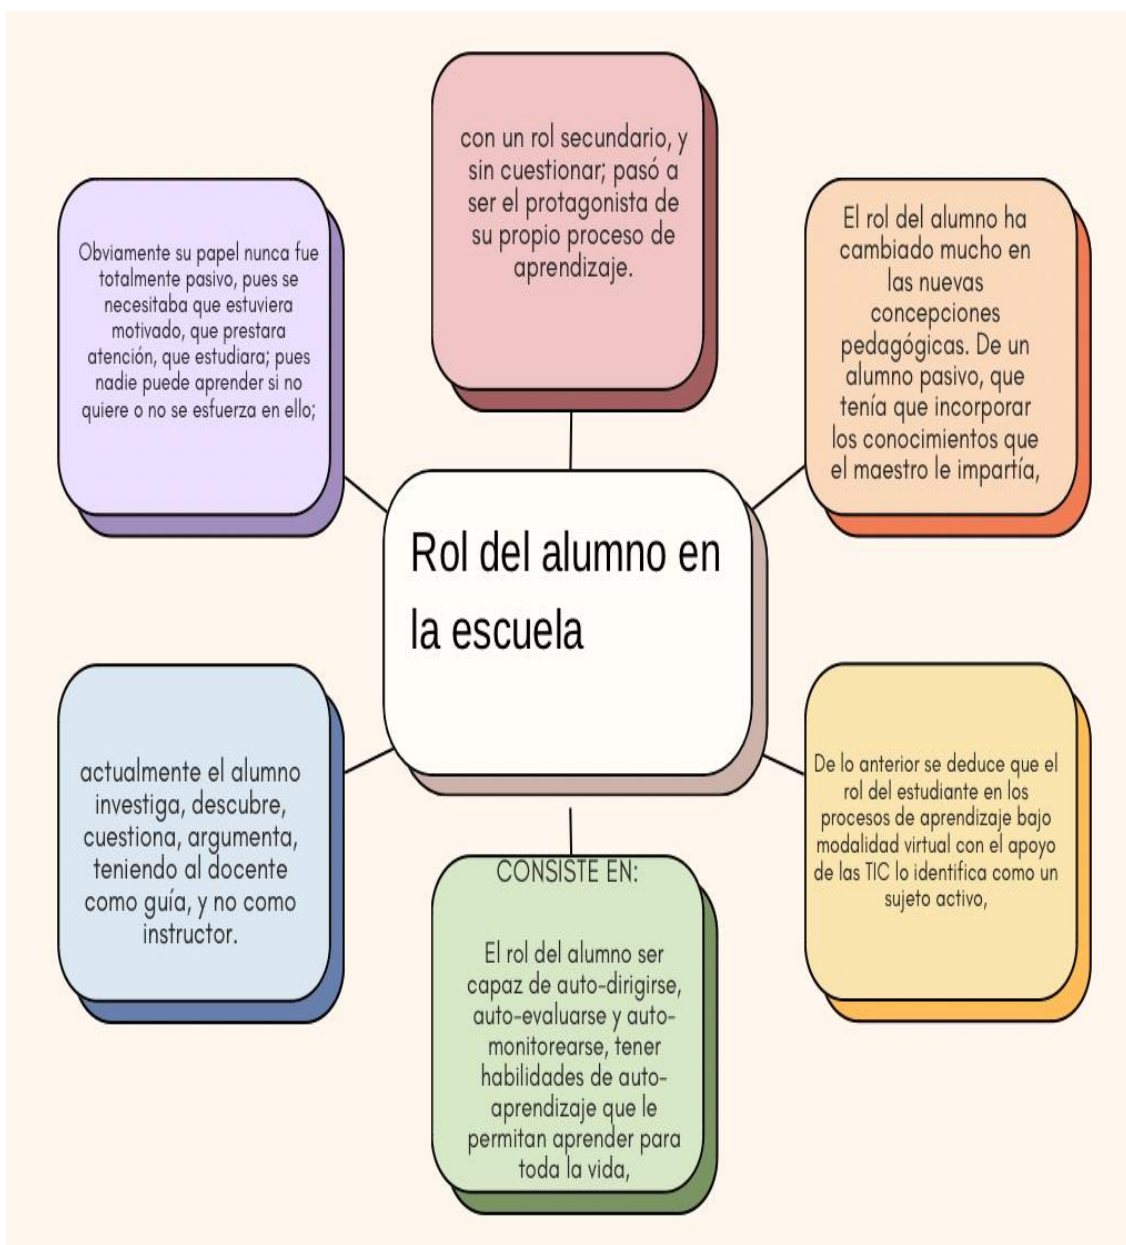 con un rol secundario, y
sin cuestionar; pasó a
ser el protagonista de
su propio proceso de
aprendizaje.
Obviamente su papel nunca fue
totalmente pasivo, pues se
necesitaba que estuviera
motivado, que prestara
atención, que estudiara; pues
nadie puede aprender si no
quiere o no se esfuerza en ello;
El rol del alumno ha
cambiado mucho en
las nuevas
concepciones
pedagógicas. De un
alumno pasivo, que
tenía que incorporar
los conocimientos que
el maestro le impartía,
Rol del alumno en
la escuela
actualmente el alumno
investiga, descubre,
cuestiona, argumenta,
teniendo al docente
como guía, y no como
instructor.
De lo anterior se deduce que el
rol del estudiante en los
procesos de aprendizaje bajo
modalidad virtual con el apoyo
de las TIC lo identifica como un
sujeto activo,
CONSISTE EN:
El rol del alumno ser
capaz de auto-dirigirse,
auto-evaluarse y auto-
monitorearse, tener
habilidades de auto-
aprendizaje que le
permitan aprender para
toda la vida,